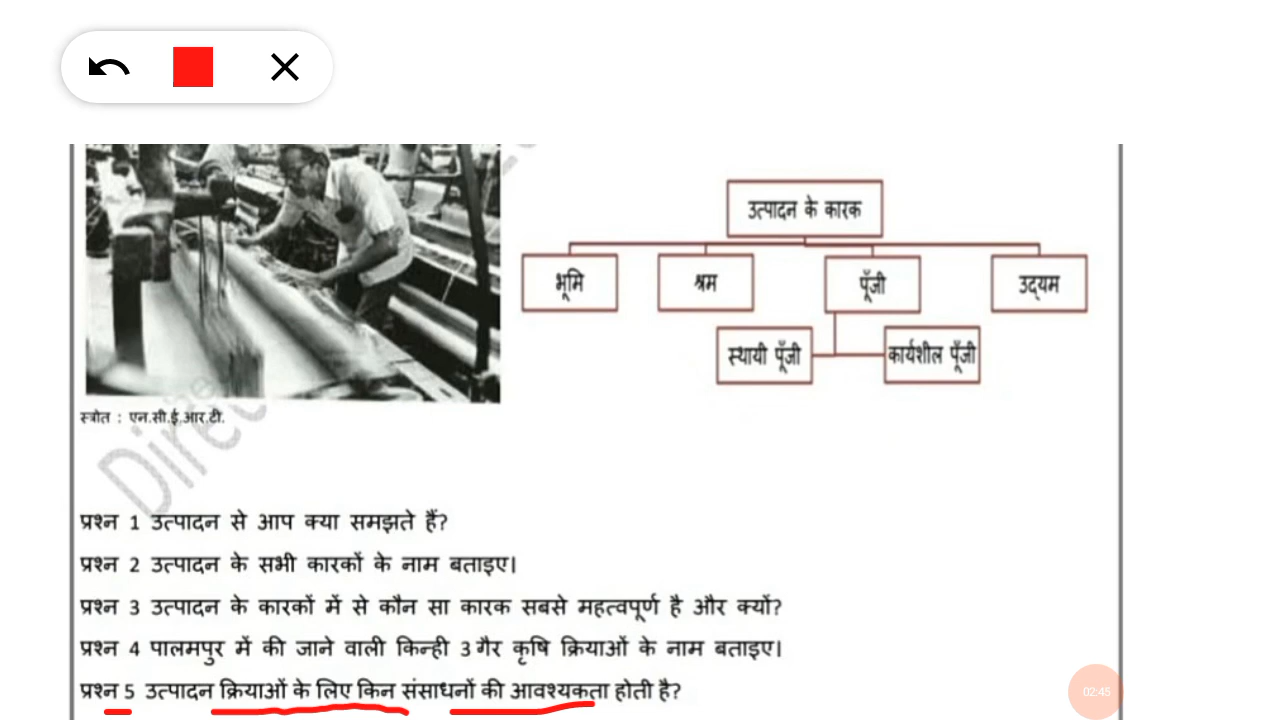 उत्पादन के कारक
भूमि
श्रम
पूँजी
उद्यम
स्थायी पूँजी
कार्यशील पूँजी
स्त्रोत : एन.सी.ई.आर.टी.
प्रश्न 1 उत्पादन से आप क्या समझते हैं?
प्रश्न 2 उत्पादन के सभी कारकों के नाम बताइए।
प्रश्न 3 उत्पादन के कारकों में से कौन सा कारक सबसे महत्वपूर्ण है और क्यों?
प्रश्न 4 पालमपुर में की जाने वाली किन्ही 3 गैर कृषि क्रियाओं के नाम बताइए।
प्रश्न 5 उत्पादन क्रियाओं के लिए किन संसाधनों की आवश्यकता होती है?
02:45